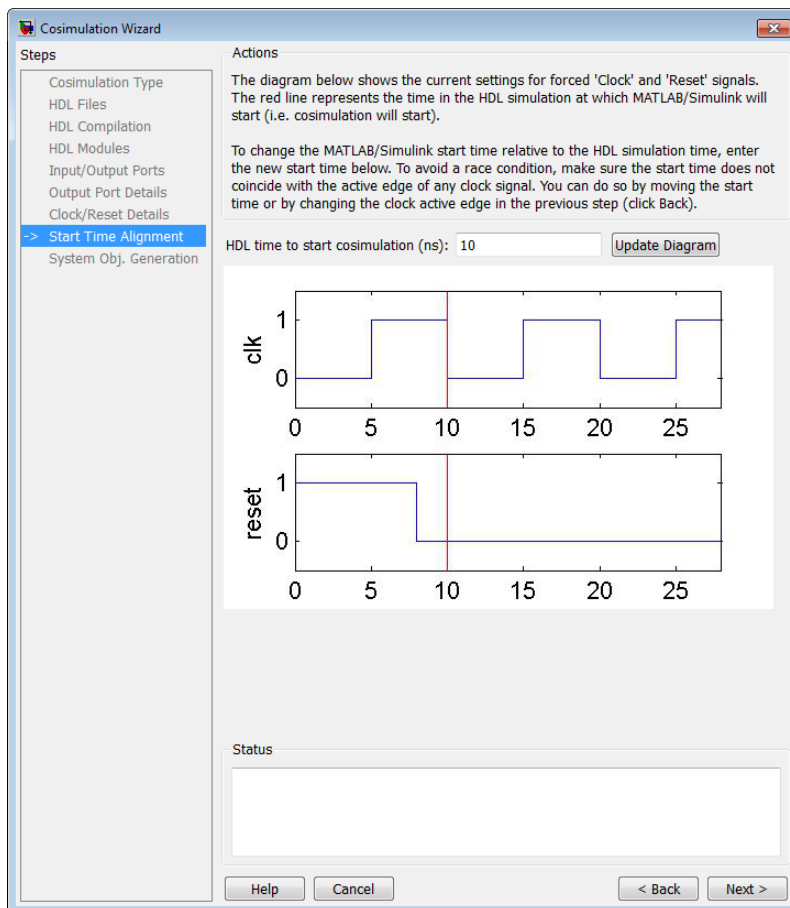 Cosimulation Wizard
Steps
Cosimulation Type
HDL Files
HDL Compilation
HDL Modules
Input/Output Ports
Output Port Details
Clock/Reset Details
-> Start Time Alignment
System Obj. Generation
Actions
The diagram below shows the current settings for forced 'Clock' and 'Reset' signals.
The red line represents the time in the HDL simulation at which MATLAB/Simulink will
start (i.e. cosimulation will start).
To change the MATLAB/Simulink start time relative to the HDL simulation time, enter
the new start time below. To avoid a race condition, make sure the start time does not
coincide with the active edge of any clock signal. You can do so by moving the start
time or by changing the clock active edge in the previous step (click Back).
HDL time to start cosimulation (ns): 10 Update Diagram
1
clk
0
0 5 10 15 20 25
1
reset
0
0 5 10 15 20 25
Status
Help Cancel < Back Next >